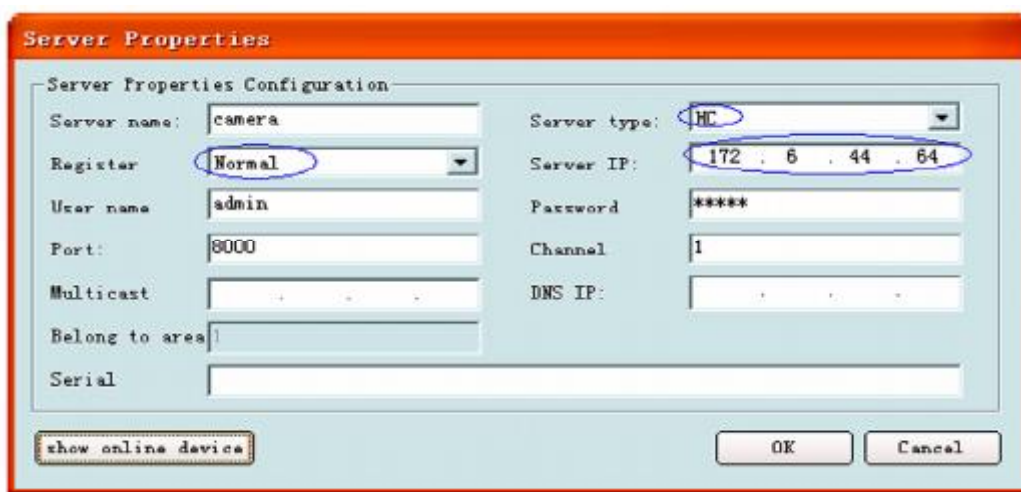 Server Properties
Server Properties Configuration
Server name: camera Server type: HC
Register Normal Server IP: 172 . 6 . 44 . 64
User name admin Password *****
Port: 8000 Channel 1
Multicast . . . DNS IP: . . .
Belong to area 1
Serial
show online device OK Cancel